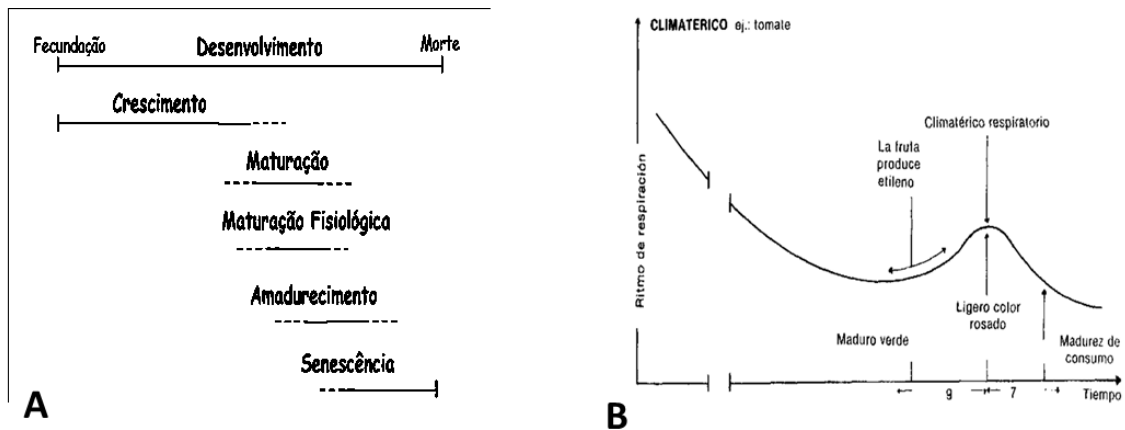 Fecundação Desenvolvimento Morte
Crescimento
Maturação
Maturação Fisiológica
Amadurecimento
Senescência
A
CLIMATERICO ej.: tomate
Ritmo de respiración
La fruta
produce
etileno
Climatérico respiratorio
Maduro verde
Ligero color
rosado
Madurez de
consumo
9 7 Tiempo
B